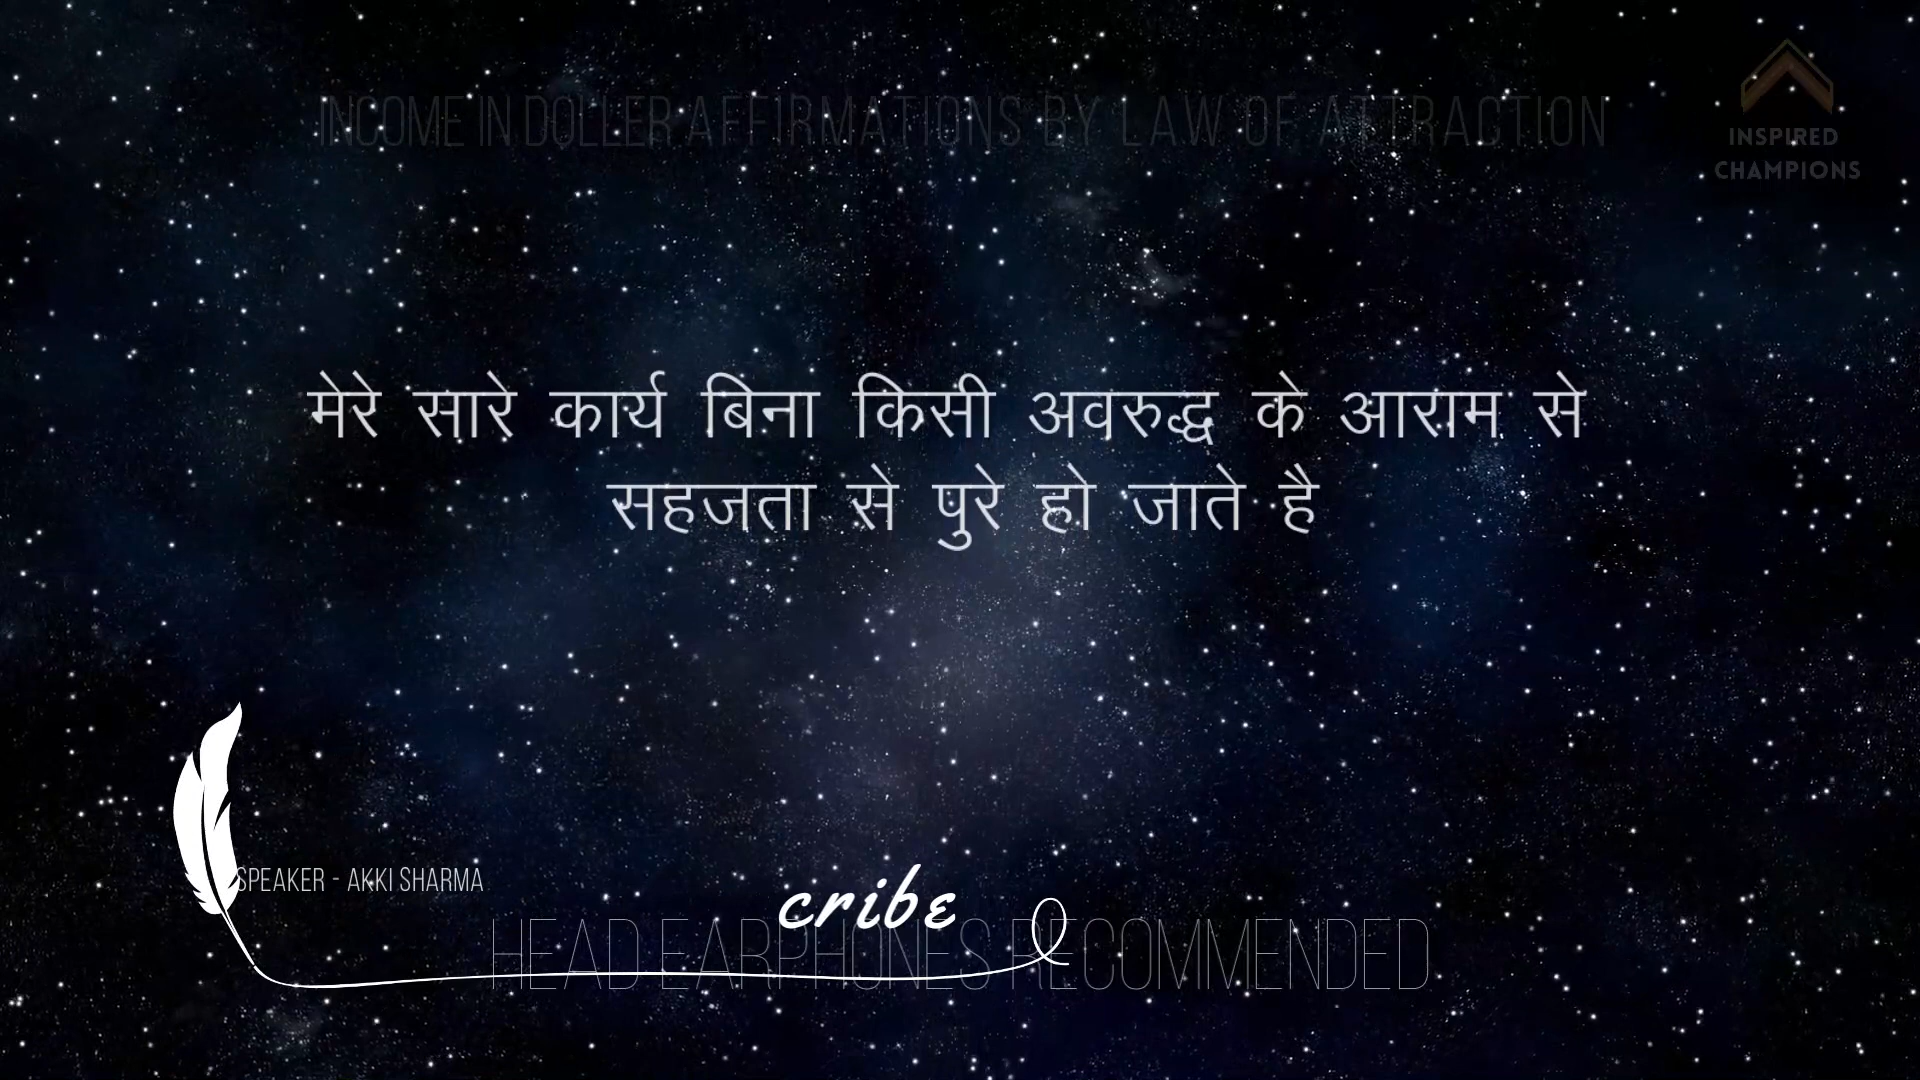 INCOME IN DOLLER AFFIRMATIONS BY LAW OF ATTRACTION
INSPIRED
CHAMPIONS
मेरे सारे कार्य बिना किसी अवरुद्ध के आराम से
सहजता से पुरे हो जाते है
SPEAKER - AKKI SHARMA
cribe
HEAD EARPHONES RECOMMENDED